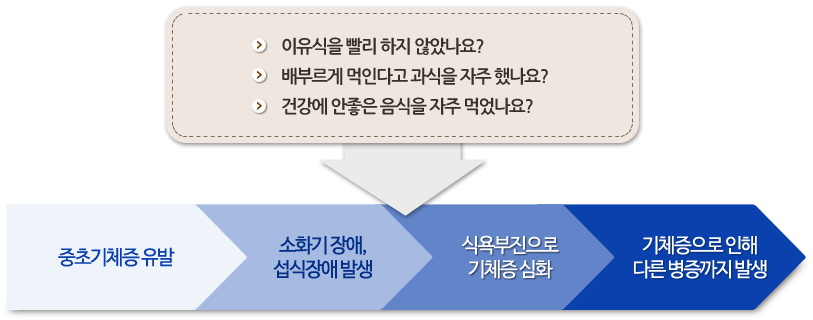 이유식을 빨리 하지 않았나요?
배부르게 먹인다고 과식을 자주 했나요?
건강에 안좋은 음식을 자주 먹었나요?
중초기체증 유발
소화기 장애,
섭식장애 발생
식욕부진으로
기체증 심화
기체증으로 인해
다른 병증까지 발생